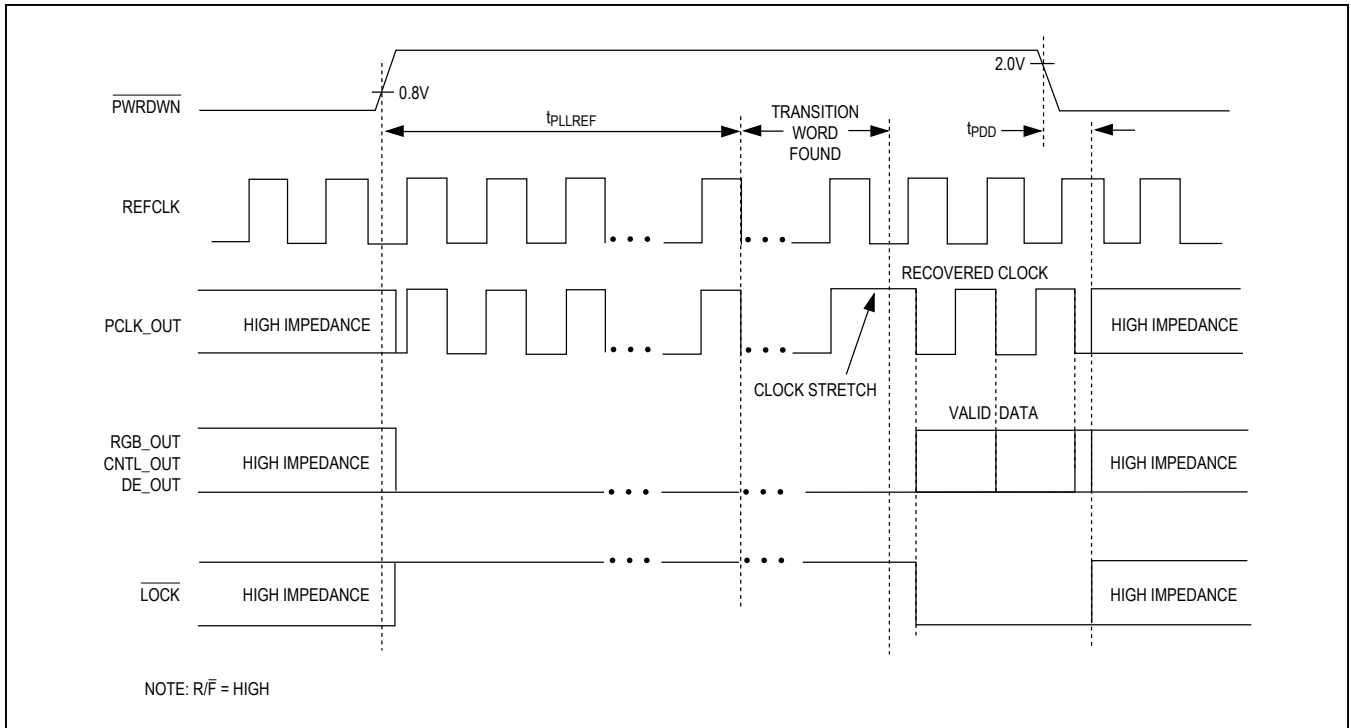 2.0V
0.8V
PWRDWN
tPLLREF
TRANSITION
WORD
FOUND
tPDD
REFCLK
RECOVERED CLOCK
PCLK_OUT
HIGH IMPEDANCE
HIGH IMPEDANCE
CLOCK STRETCH
VALID DATA
RGB_OUT
CNTL_OUT
DE_OUT
HIGH IMPEDANCE
HIGH IMPEDANCE
LOCK
HIGH IMPEDANCE
HIGH IMPEDANCE
NOTE: R/F̅ = HIGH